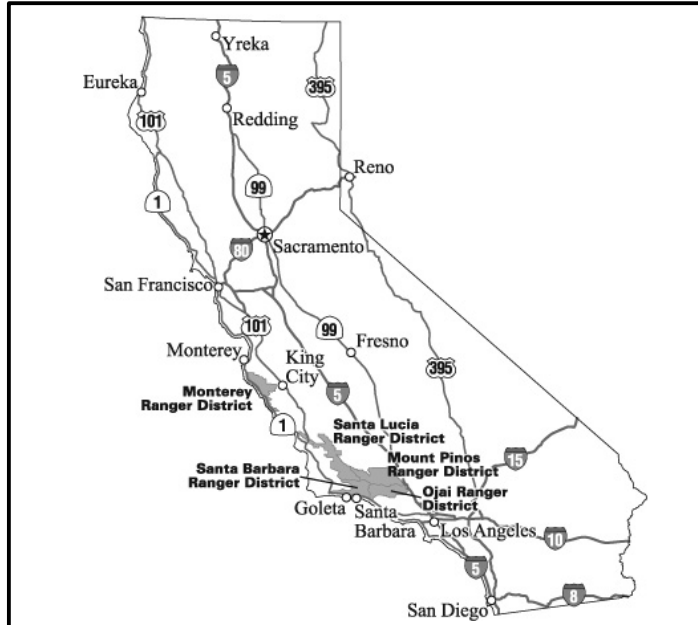 Yreka
5
Eureka
395
101
Redding
Reno
99
1
80
Sacramento
San Francisco
101
99
Fresno
Monterey
King
City
395
Monterey
Ranger District
5
1
Santa Lucia
Ranger District
Mount Pinos
Ranger District
15
Santa Barbara
Ranger District
Ojai Ranger
District
Goleta
Santa
Barbara
Los Angeles
10
5
8
San Diego